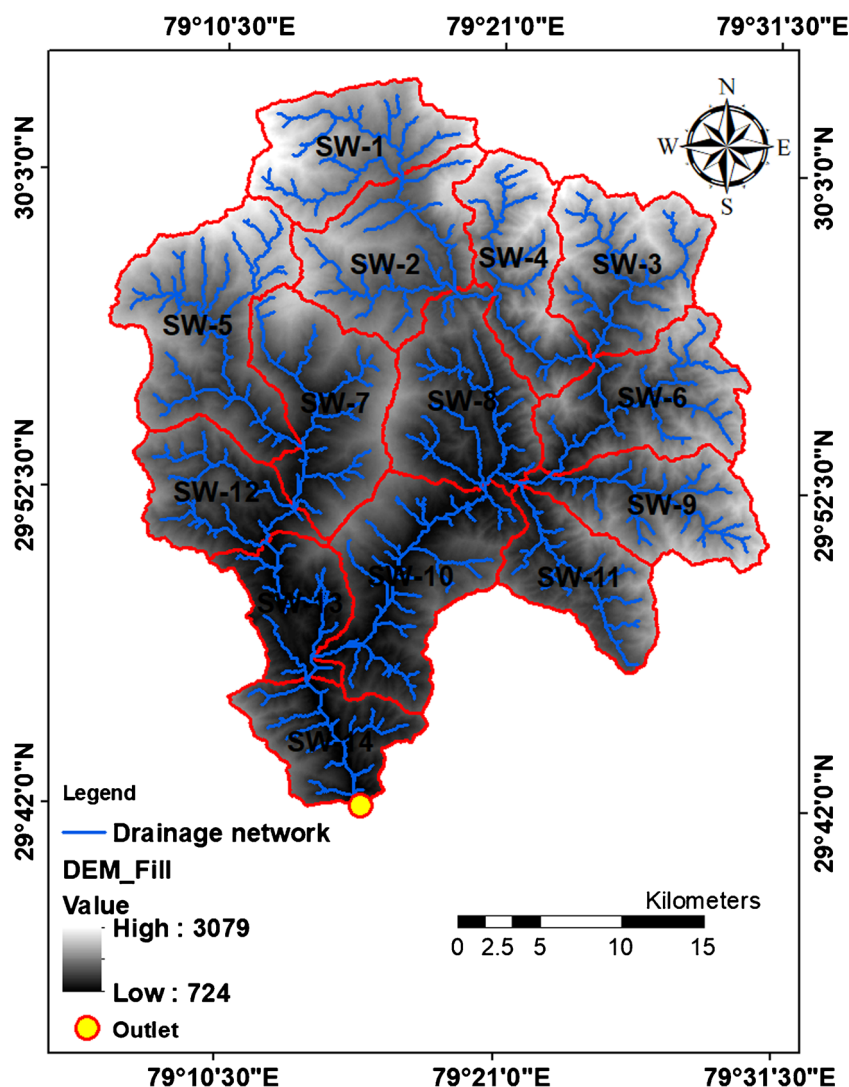 79°10'30"E 79°21'0"E 79°31'30"E
N
W E
S
30°3'0"N
30°3'0"N
SW-1
SW-2
SW-4
SW-3
SW-5
SW-7
SW-8
SW-6
29°52'30"N
29°52'30"N
SW-12
SW-9
SW-10
SW-11
SW-13
SW-14
29°42'0"N
29°42'0"N
Legend
Drainage network
DEM_Fill
Value
High : 3079
Low : 724
Outlet
Kilometers
0 2.5 5 10 15
79°10'30"E 79°21'0"E 79°31'30"E